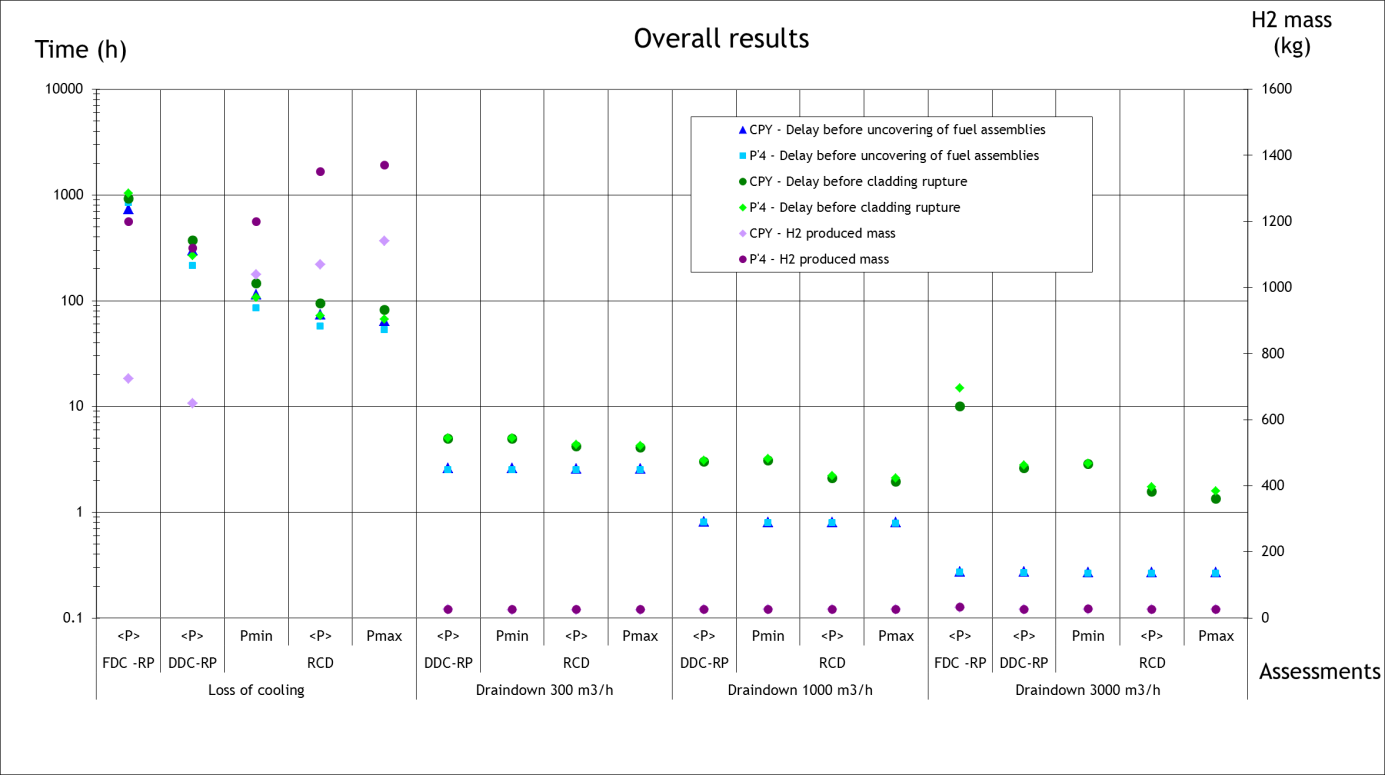 Overall results
Time (h)
H2 mass
(kg)
10000
1000
100
10
1
0.1
1600
1400
1200
1000
800
600
400
200
0
CPY - Delay before uncovering of fuel assemblies
P'4 - Delay before uncovering of fuel assemblies
CPY - Delay before cladding rupture
P'4 - Delay before cladding rupture
CPY - H2 produced mass
P'4 - H2 produced mass
<P> <P> Pmin <P> Pmax <P> Pmin <P> Pmax <P> Pmin <P> Pmax <P> <P> Pmin <P> Pmax
FDC -RP DDC-RP RCD DDC-RP RCD DDC-RP RCD FDC -RP DDC-RP RCD
Loss of cooling Draindown 300 m3/h Draindown 1000 m3/h Draindown 3000 m3/h
Assessments